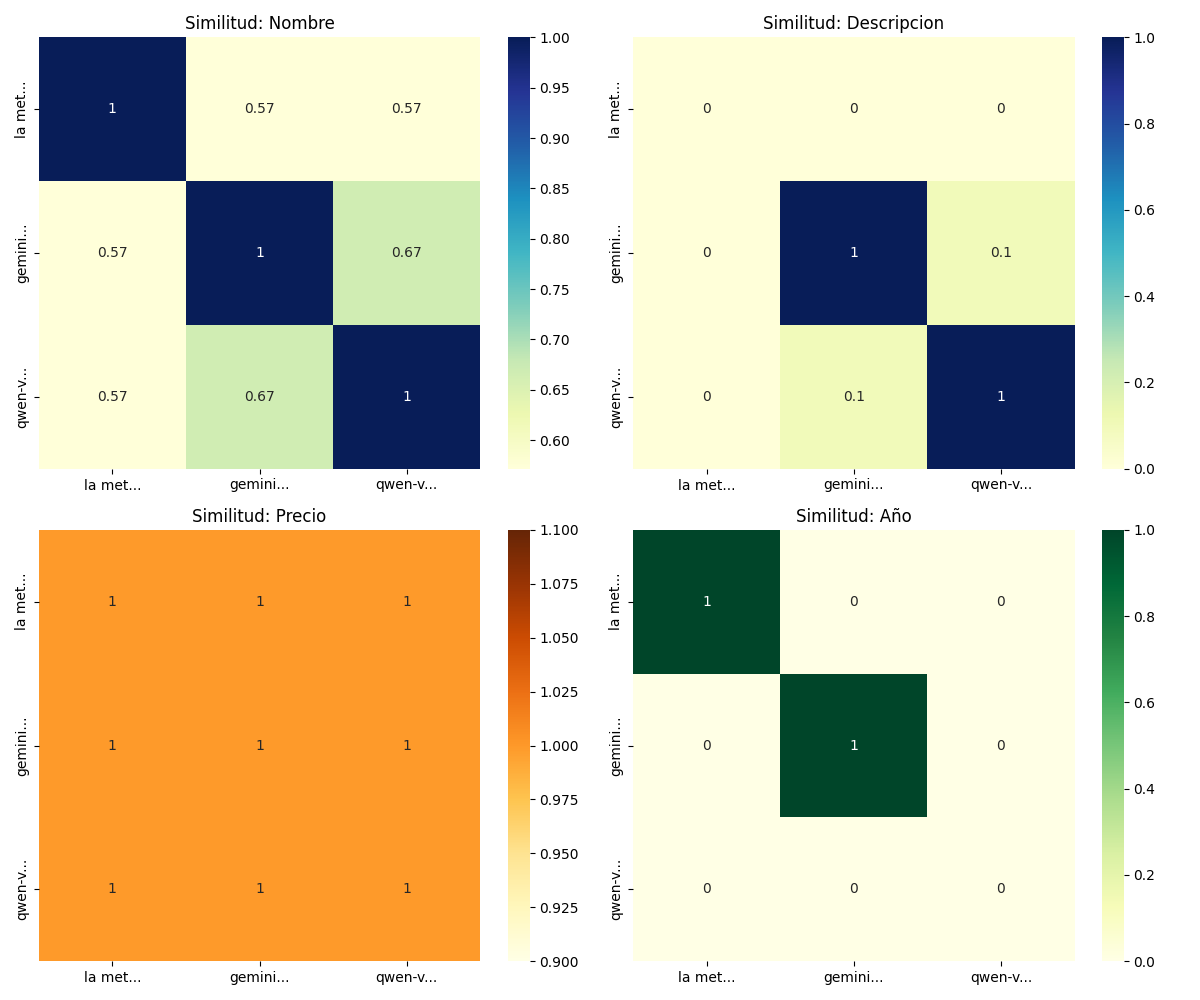 Similitud: Nombre
la met...
gemini...
qwen-v...
1 0.57 0.57
0.57 1 0.67
0.57 0.67 1
la met... gemini... qwen-v...
1.00
0.95
0.90
0.85
0.80
0.75
0.70
0.65
0.60
Similitud: Descripcion
la met...
gemini...
qwen-v...
0 0 0
0 1 0.1
0 0.1 1
la met... gemini... qwen-v...
1.0
0.8
0.6
0.4
0.2
0.0
Similitud: Precio
la met...
gemini...
qwen-v...
1 1 1
1 1 1
1 1 1
la met... gemini... qwen-v...
1.100
1.075
1.050
1.025
1.000
0.975
0.950
0.925
0.900
Similitud: Año
la met...
gemini...
qwen-v...
1 0 0
0 1 0
0 0 0
la met... gemini... qwen-v...
1.0
0.8
0.6
0.4
0.2
0.0